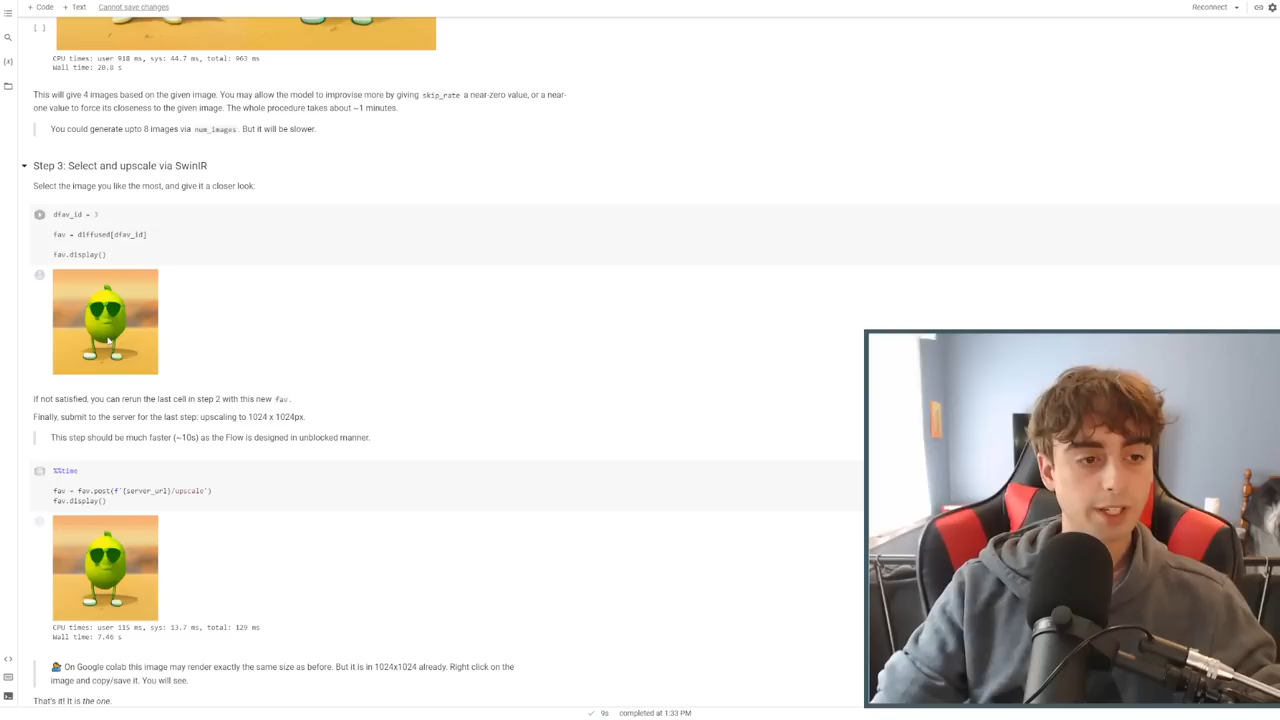 + Code + Text Cannot save changes Reconnect
[ ]
CPU times: user 918 ms, sys: 44.7 ms, total: 963 ms
Wall time: 20.8 s
This will give 4 images based on the given image. You may allow the model to improvise more by giving skip_rate a near-zero value, or a near-
one value to force its closeness to the given image. The whole procedure takes about ~1 minutes.
You could generate upto 8 images via num_images. But it will be slower.
Step 3: Select and upscale via SwinIR
Select the image you like the most, and give it a closer look:
dfav_id = 3
fav = diffused[dfav_id]
fav.display()
If not satisfied, you can rerun the last cell in step 2 with this new fav.
Finally, submit to the server for the last step: upscaling to 1024 x 1024px.
This step should be much faster (~10s) as the Flow is designed in unblocked manner.
%%time
fav = fav.post(f'{server_url}/upscale')
fav.display()
CPU times: user 115 ms, sys: 13.7 ms, total: 129 ms
Wall time: 7.46 s
On Google colab this image may render exactly the same size as before. But it is in 1024x1024 already. Right click on the
image and copy/save it. You will see.
That's it! It is the one.
9s completed at 1:33 PM